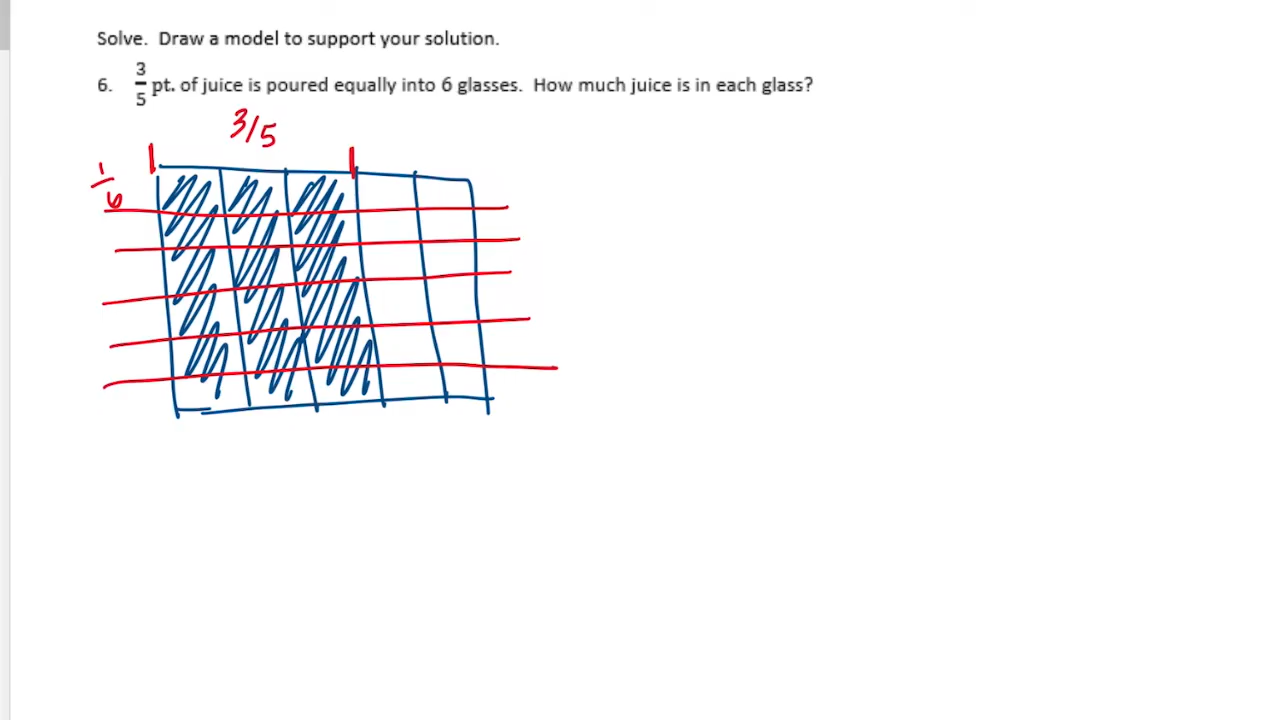 Solve. Draw a model to support your solution.
6. 3/5 pt. of juice is poured equally into 6 glasses. How much juice is in each glass?
3/5
1/6